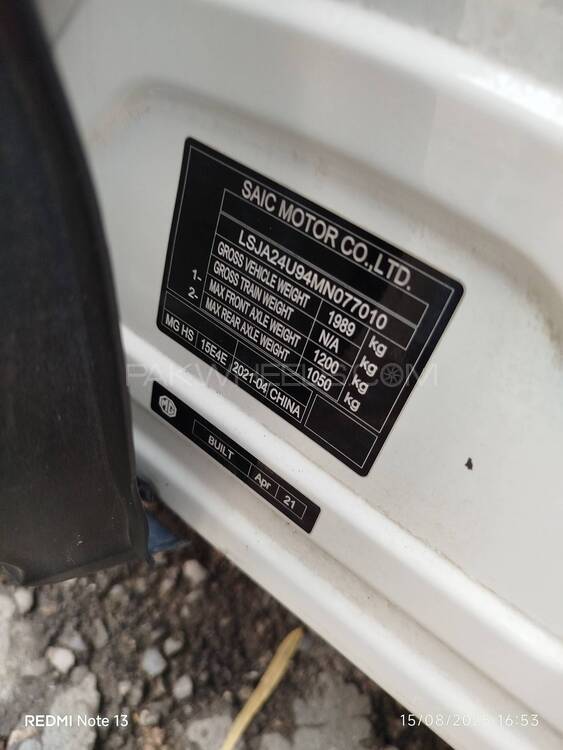 SAIC MOTOR CO.,LTD.
LSJA24U94MN077010
GROSS VEHICLE WEIGHT 1989 kg
GROSS TRAIN WEIGHT N/A kg
1- MAX FRONT AXLE WEIGHT 1200 kg
2- MAX REAR AXLE WEIGHT 1050 kg
MG HS 15E4E 2021-04 CHINA
PAKWHEELS.COM
MG BUILT Apr 21
REDMI Note 13
15/08/2025 16:53